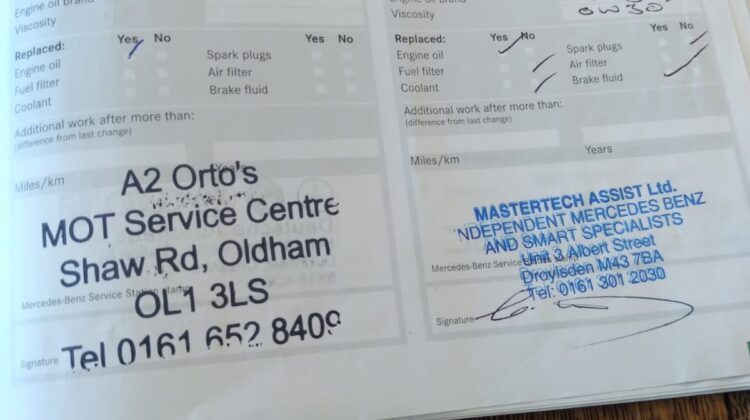 Engine oil brand
Viscosity
Replaced: Yes No Yes No
Engine oil Spark plugs
Fuel filter Air filter
Coolant Brake fluid
Additional work after more than:
(difference from last change)
Miles/km
A2 Orto's
MOT Service Centre
Shaw Rd, Oldham
Mercedes-Benz Service Station stamp
OL1 3LS
Signature
Tel 0161 652 8409
Viscosity 0W30
Replaced: Yes No Yes No
Engine oil Spark plugs
Fuel filter Air filter
Coolant Brake fluid
Additional work after more than:
(difference from last change)
Miles/km Years
MASTERTECH ASSIST Ltd.
NDEPENDENT MERCEDES BENZ
AND SMART SPECIALISTS
Unit 3 Albert Street
Mercedes-Benz Service
Droylsden M43 7BA
Tel: 0161 301 2030
Signature